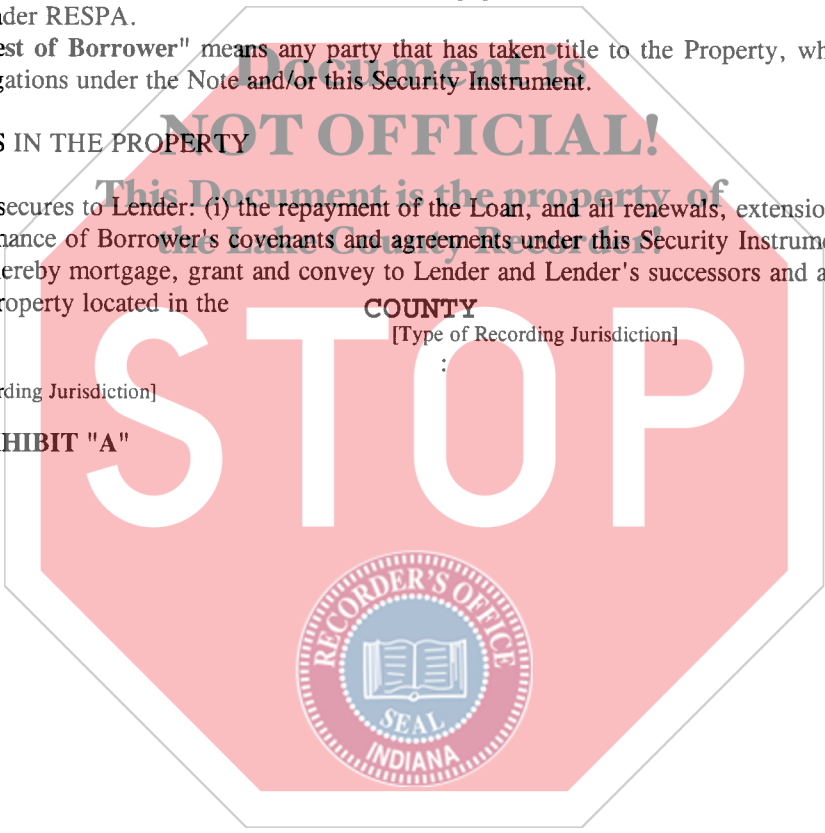 nder RESPA.
est of Borrower" means any party that has taken title to the Property, wh
Document is
gations under the Note and/or this Security Instrument.
NOT OFFICIAL!
S IN THE PROPERTY
This Document is the property of
secures to Lender: (i) the repayment of the Loan, and all renewals, extensio
the Lake County Recorder!
mance of Borrower's covenants and agreements under this Security Instrume
ereby mortgage, grant and convey to Lender and Lender's successors and a
roperty located in the COUNTY
[Type of Recording Jurisdiction]
:
rding Jurisdiction]
HIBIT "A"
STOP
RECORDER'S OFFICE
SEAL
INDIANA